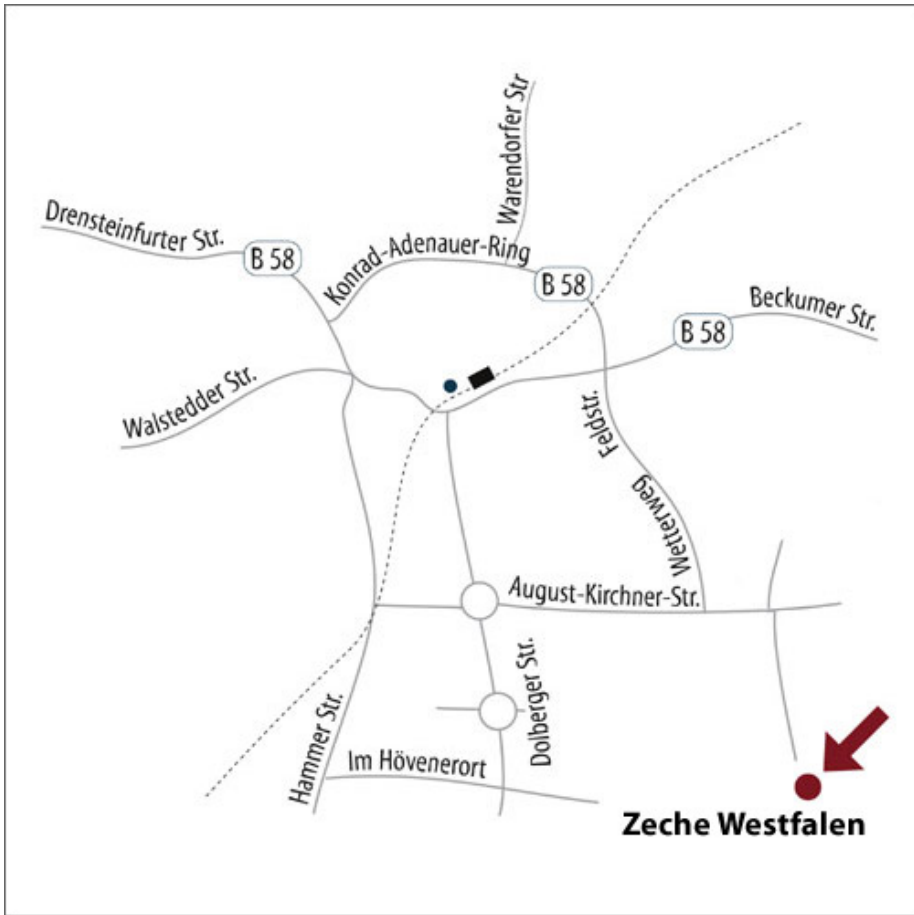 Warendorfer Str
Drensteinfurter Str.
B 58
Konrad-Adenauer-Ring
B 58
Beckumer Str.
B 58
Walstedder Str.
Feldstr.
Wetterweg
August-Kirchner-Str.
Dolberger Str.
Hammer Str.
Im Hövenerort
Zeche Westfalen